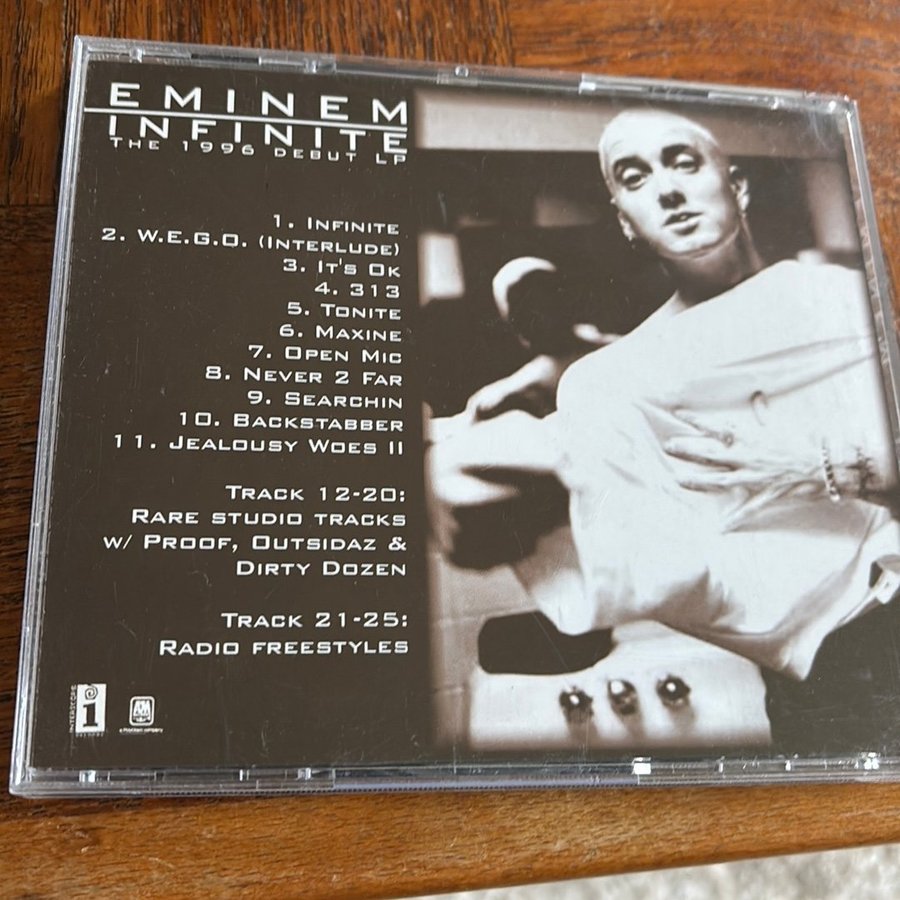 EMINEM
INFINITE
THE 1996 DEBUT LP
1. INFINITE
2. W.E.G.O. (INTERLUDE)
3. IT'S OK
4. 313
5. TONITE
6. MAXINE
7. OPEN MIC
8. NEVER 2 FAR
9. SEARCHIN
10. BACKSTABBER
11. JEALOUSY WOES II
TRACK 12-20:
RARE STUDIO TRACKS
W/ PROOF, OUTSIDAZ &
DIRTY DOZEN
TRACK 21-25:
RADIO FREESTYLES
INTERSCOPE
i
A&M